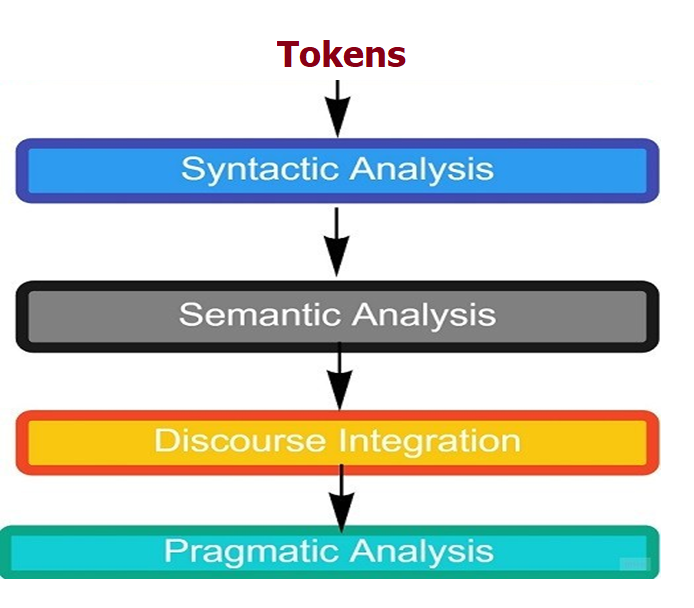 Tokens
Syntactic Analysis
Semantic Analysis
Discourse Integration
Pragmatic Analysis